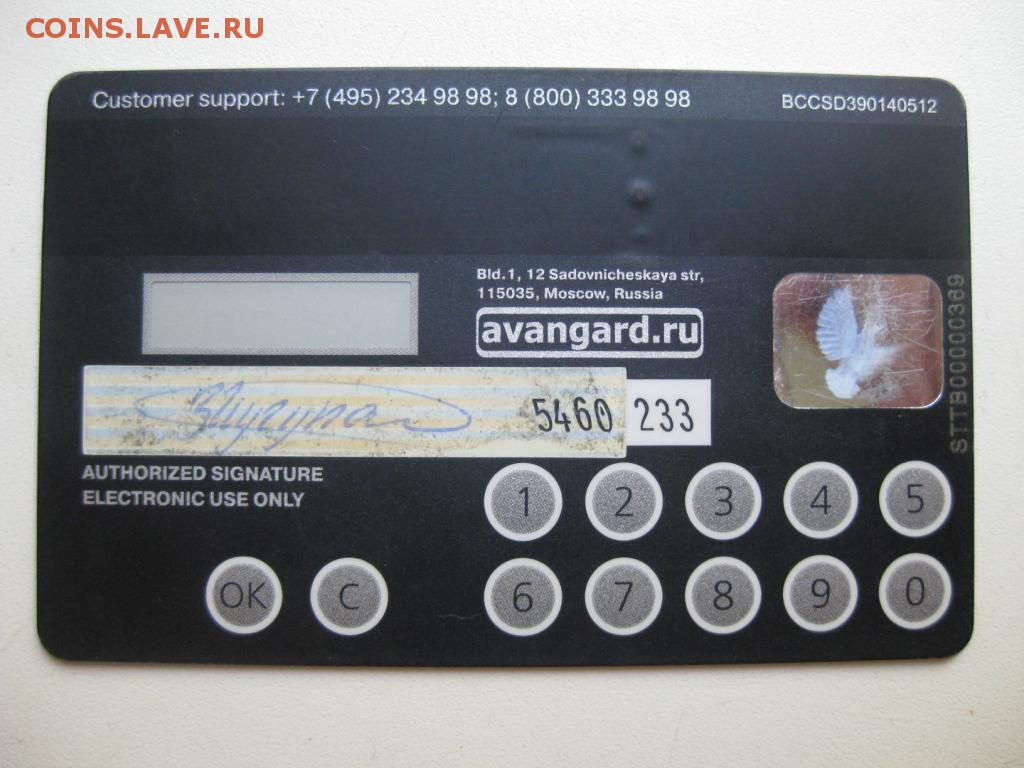 COINS.LAVE.RU
Customer support: +7 (495) 234 98 98; 8 (800) 333 98 98
BCCSD390140512
Bld.1, 12 Sadovnicheskaya str,
115035, Moscow, Russia
avangard.ru
STTB00000369
5460 233
AUTHORIZED SIGNATURE
ELECTRONIC USE ONLY
1 2 3 4 5
OK C 6 7 8 9 0